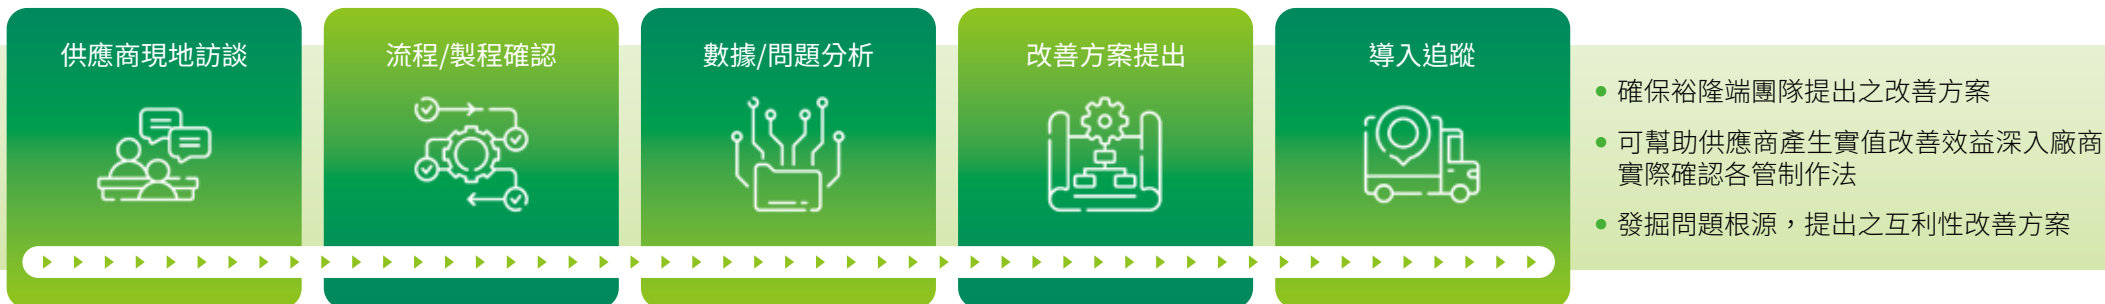 供應商現地訪談
流程/製程確認
數據/問題分析
改善方案提出
導入追蹤
• 確保裕隆端團隊提出之改善方案
• 可幫助供應商產生實值改善效益深入廠商
實際確認各管制作法
• 發掘問題根源，提出之互利性改善方案